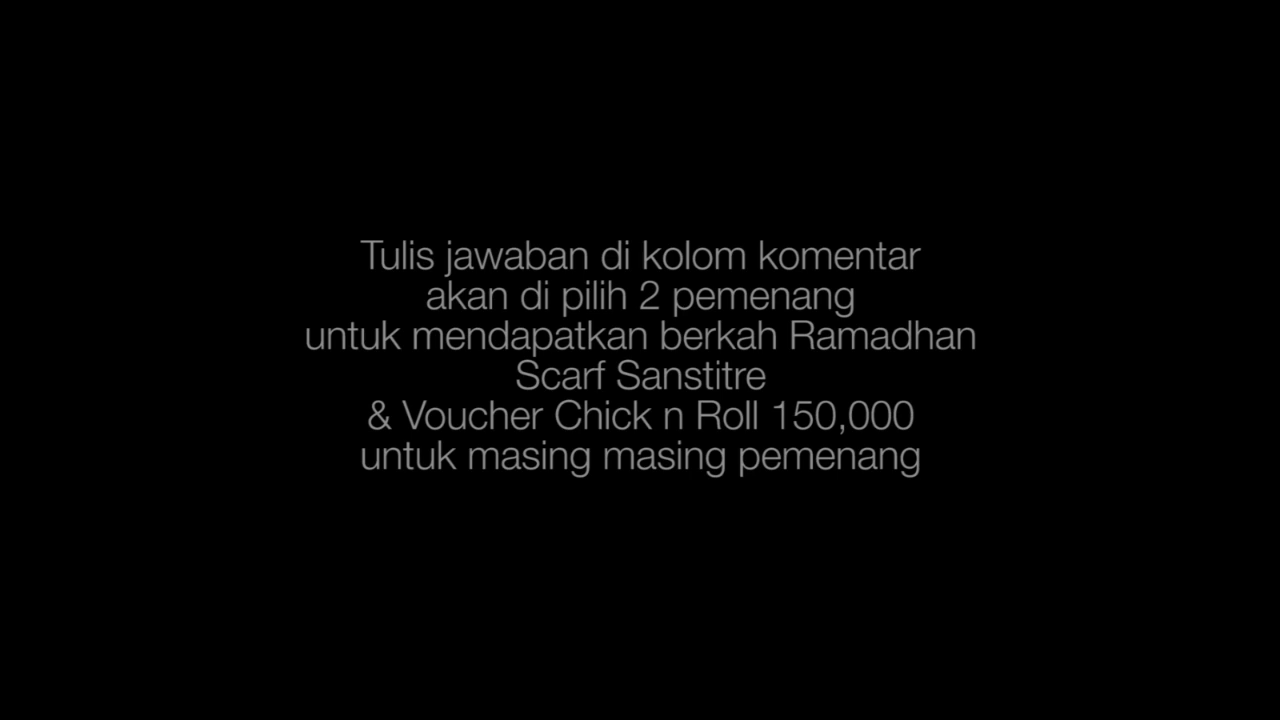 Tulis jawaban di kolom komentar
akan di pilih 2 pemenang
untuk mendapatkan berkah Ramadhan
Scarf Sanstitre
& Voucher Chick n Roll 150,000
untuk masing masing pemenang